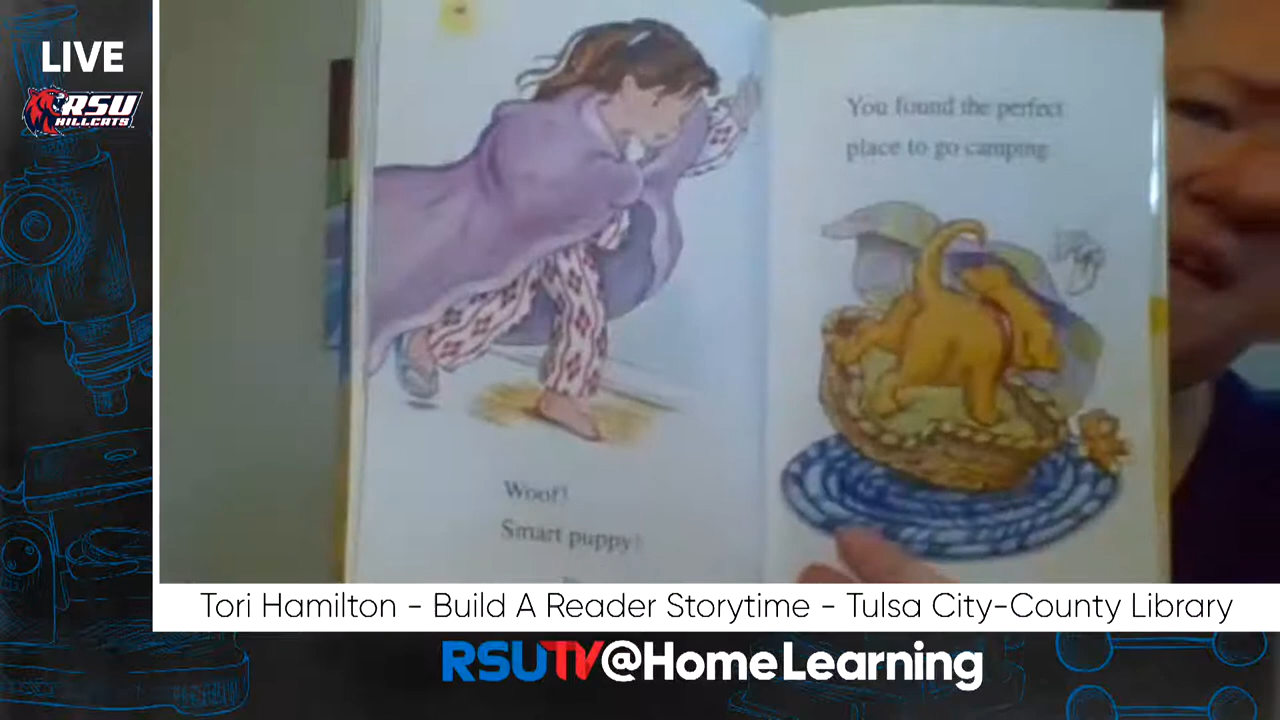 LIVE
RSU
HILLCATS
Woof!
Smart puppy!
You found the perfect
place to go camping.
Tori Hamilton - Build A Reader Storytime - Tulsa City-County Library
RSUTV@HomeLearning